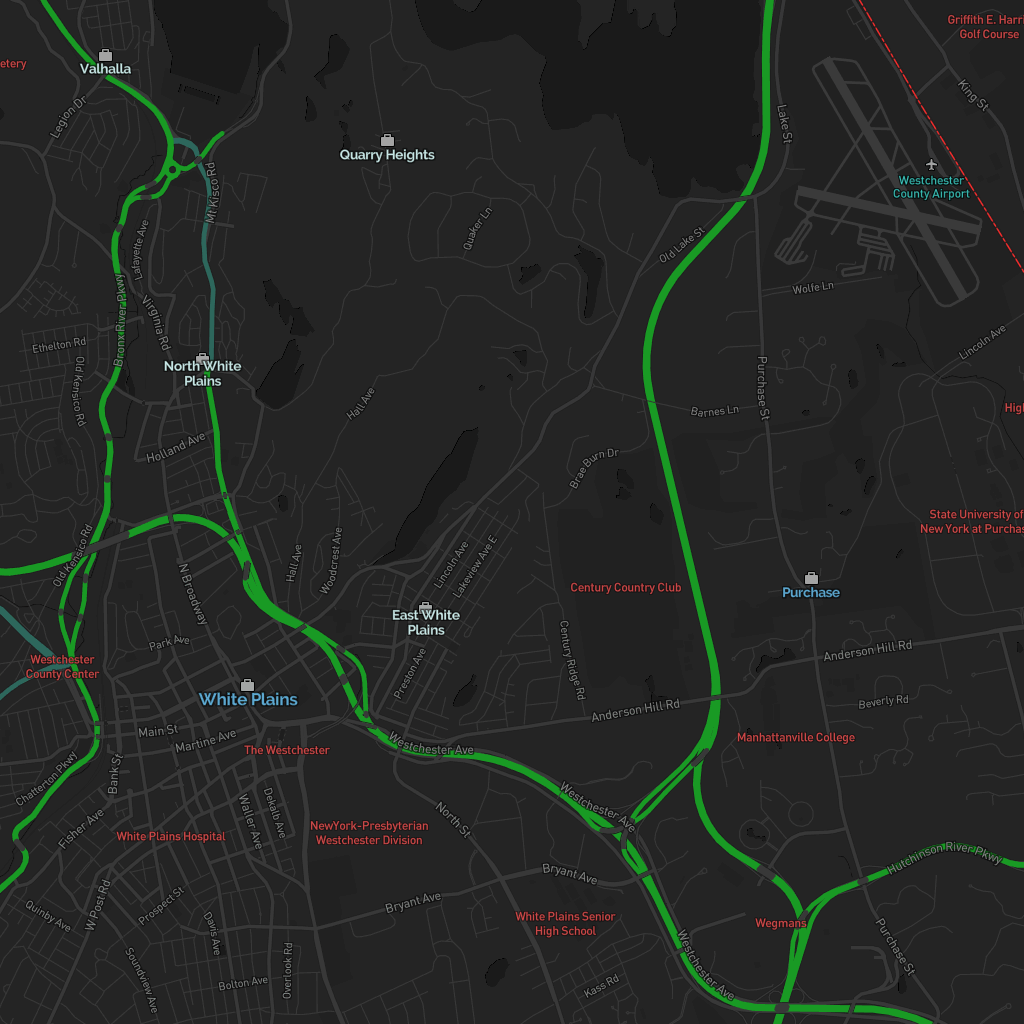 Griffith E. Harri
Golf Course
Valhalla
etery
King St
Legion Dr
Lake St
Quarry Heights
Westchester
County Airport
Mt Kisco Rd
Quaker Ln
Lafayette Ave
Old Lake St
Wolfe Ln
Bronx River Pkwy
Virginia Rd
Ethelton Rd
Lincoln Ave
North White
Plains
Old Kensico Rd
Purchase St
Hall Ave
High
Barnes Ln
Holland Ave
Brae Burn Dr
State University of
New York at Purchas
Old Kensico Rd
Hall Ave
Woodcrest Ave
Lincoln Ave
Lakeview Ave E
N Broadway
Century Country Club
Purchase
East White
Plains
Park Ave
Century Ridge Rd
Anderson Hill Rd
Westchester
County Center
Preston Ave
White Plains
Beverly Rd
Anderson Hill Rd
Main St
Martine Ave
The Westchester
Westchester Ave
Manhattanville College
Chatterton Pkwy
Bank St
Westchester Ave
Waller Ave
Dekalb Ave
North St
Fisher Ave
White Plains Hospital
NewYork-Presbyterian
Westchester Division
Hutchinson River Pkwy
Bryant Ave
Bryant Ave
W Post Rd
Prospect St
Quinby Ave
Davis Ave
White Plains Senior
High School
Wegmans
Purchase St
Westchester Ave
Soundview Ave
Bolton Ave
Overlook Rd
Kass Rd